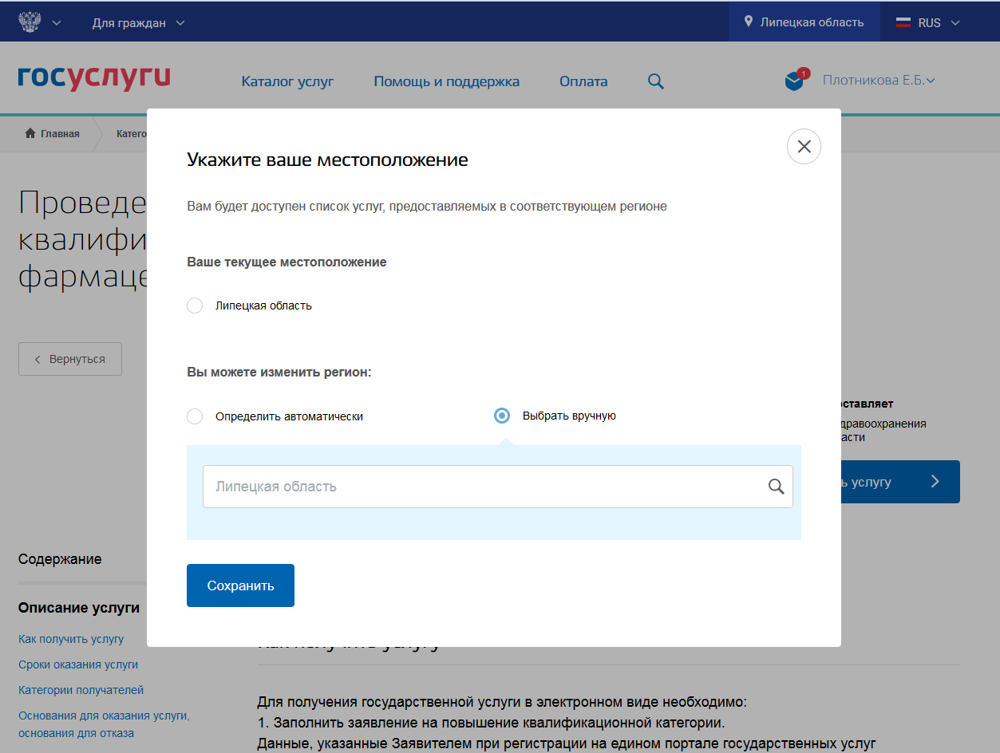 Для граждан
Липецкая область
RUS
госуслуги
Каталог услуг
Помощь и поддержка
Оплата
1
Плотникова Е.Б.
Главная
Катего
Укажите ваше местоположение
Вам будет доступен список услуг, предоставляемых в соответствующем регионе
Проведе
квалифи
фармаце
Ваше текущее местоположение
Липецкая область
Вернуться
Вы можете изменить регион:
Определить автоматически
Выбрать вручную
ставляет
дравоохранения
асти
Липецкая область
ь услугу
Сохранить
Содержание
Описание услуги
Как получить услугу
Сроки оказания услуги
Категории получателей
Основания для оказания услуги,
основания для отказа
Как получить услугу
Для получения государственной услуги в электронном виде необходимо:
1. Заполнить заявление на повышение квалификационной категории.
Данные, указанные Заявителем при регистрации на едином портале государственных услуг